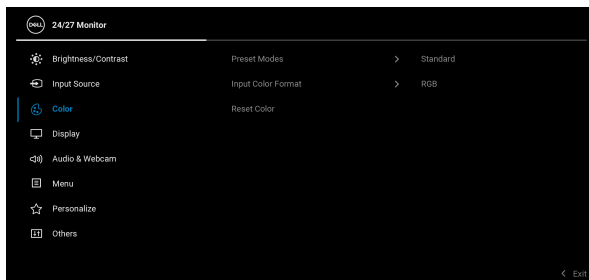 DELL 24/27 Monitor
Brightness/Contrast Preset Modes > Standard
Input Source Input Color Format > RGB
Color Reset Color
Display
Audio & Webcam
Menu
Personalize
Others
< Exit